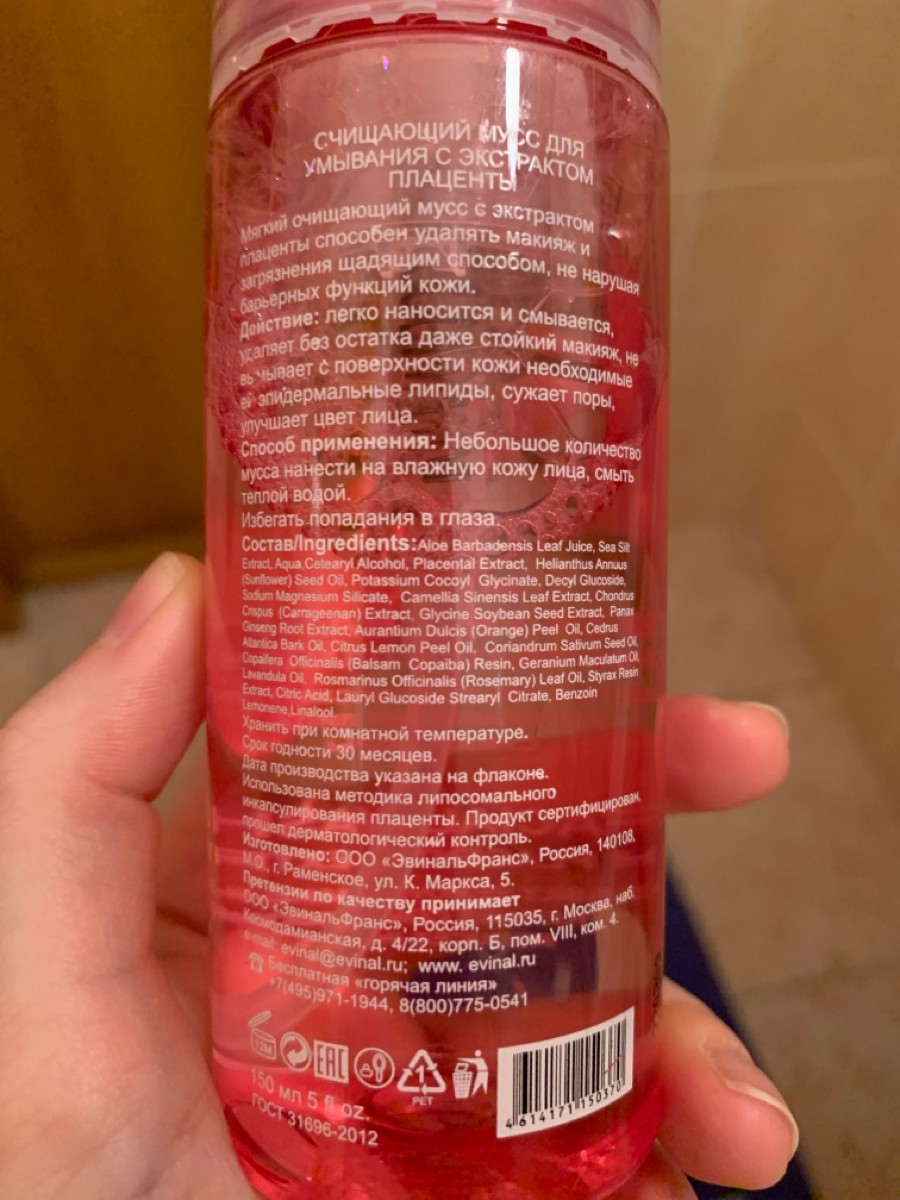 ОЧИЩАЮЩИЙ МУСС ДЛЯ
УМЫВАНИЯ С ЭКСТРАКТОМ
ПЛАЦЕНТЫ
Мягкий очищающий мусс с экстрактом
плаценты способен удалять макияж и
загрязнения щадящим способом, не нарушая
барьерных функций кожи.
Действие: легко наносится и смывается,
удаляет без остатка даже стойкий макияж, не
вымывает с поверхности кожи необходимые
ей эпидермальные липиды, сужает поры,
улучшает цвет лица.
Способ применения: Небольшое количество
мусса нанести на влажную кожу лица, смыть
теплой водой.
Избегать попадания в глаза.
Состав/Ingredients:Aloe Barbadensis Leaf Juice, Sea Silt
Extract, Aqua,Cetearyl Alcohol, Placental Extract, Helianthus Annuus
(Sunflower) Seed Oil, Potassium Cocoyl Glycinate, Decyl Glucoside,
Sodium Magnesium Silicate, Camellia Sinensis Leaf Extract, Chondrus
Crispus (Carrageenan) Extract, Glycine Soybean Seed Extract, Panax
Ginseng Root Extract, Aurantium Dulcis (Orange) Peel Oil, Cedrus
Atlantica Bark Oil, Citrus Lemon Peel Oil, Coriandrum Sativum Seed Oil,
Copaifera Officinalis (Balsam Copaiba) Resin, Geranium Maculatum Oil,
Lavandula Oil, Rosmarinus Officinalis (Rosemary) Leaf Oil, Styrax Resin
Extract, Citric Acid, Lauryl Glucoside Strearyl Citrate, Benzoin
Lemonene,Linalool.
Хранить при комнатной температуре.
Срок годности 30 месяцев.
Дата производства указана на флаконе.
Использована методика липосомального
инкапсулирования плаценты. Продукт сертифицирован,
прошел дерматологический контроль.
Изготовлено: ООО «ЭвинальФранс», Россия, 140108,
М.О., г. Раменское, ул. К. Маркса, 5.
Претензии по качеству принимает
ООО «ЭвинальФранс», Россия, 115035, г. Москва, наб.
Космодамианская, д. 4/22, корп. Б, пом. VIII, ком. 4.
e-mail: evinal@evinal.ru; www. evinal.ru
Бесплатная «горячая линия»
+7(495)971-1944, 8(800)775-0541
12M EAC 1 PET
150 мл 5 fl oz.
ГОСТ 31696-2012
4 614171 150370